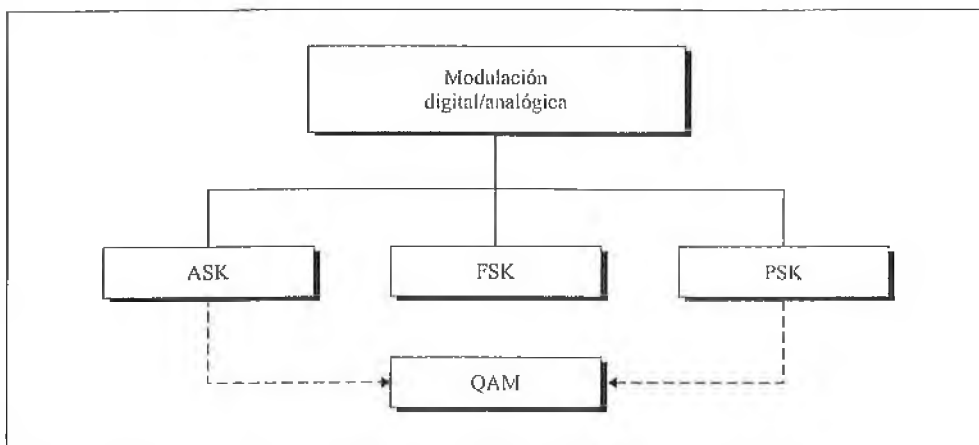 Modulación
digital/analógica
ASK
FSK
PSK
QAM